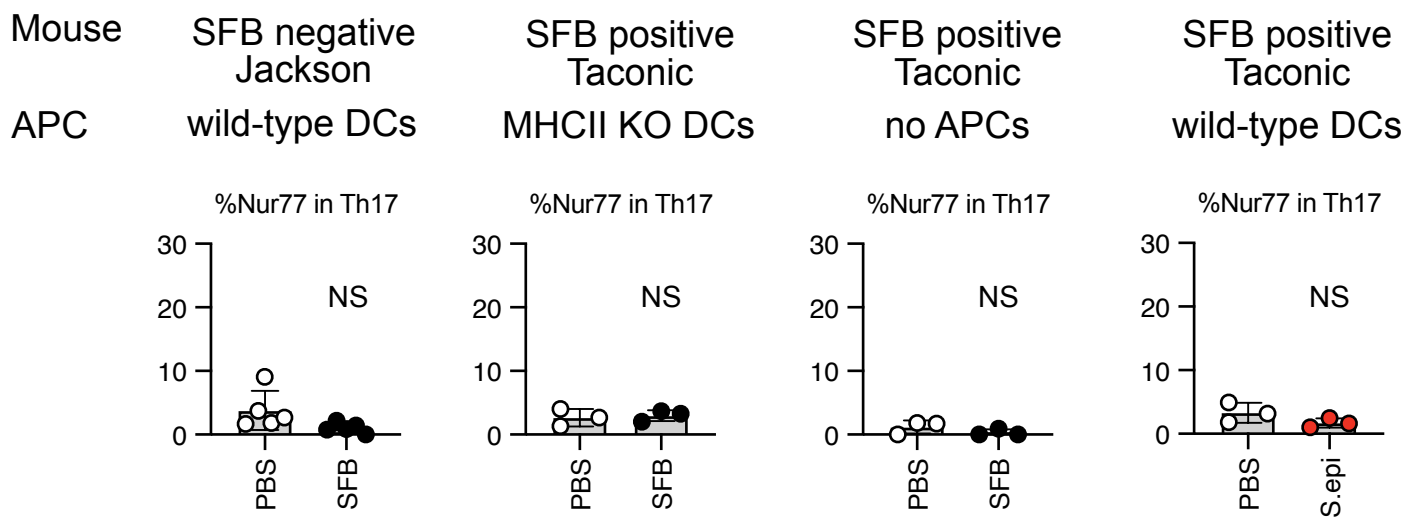 Mouse
SFB negative
Jackson
SFB positive
Taconic
SFB positive
Taconic
SFB positive
Taconic
APC
wild-type DCs
MHCII KO DCs
no APCs
wild-type DCs
%Nur77 in Th17
30
20
10
0
NS
PBS
SFB
%Nur77 in Th17
30
20
10
0
NS
PBS
SFB
%Nur77 in Th17
30
20
10
0
NS
PBS
SFB
%Nur77 in Th17
30
20
10
0
NS
PBS
S.epi